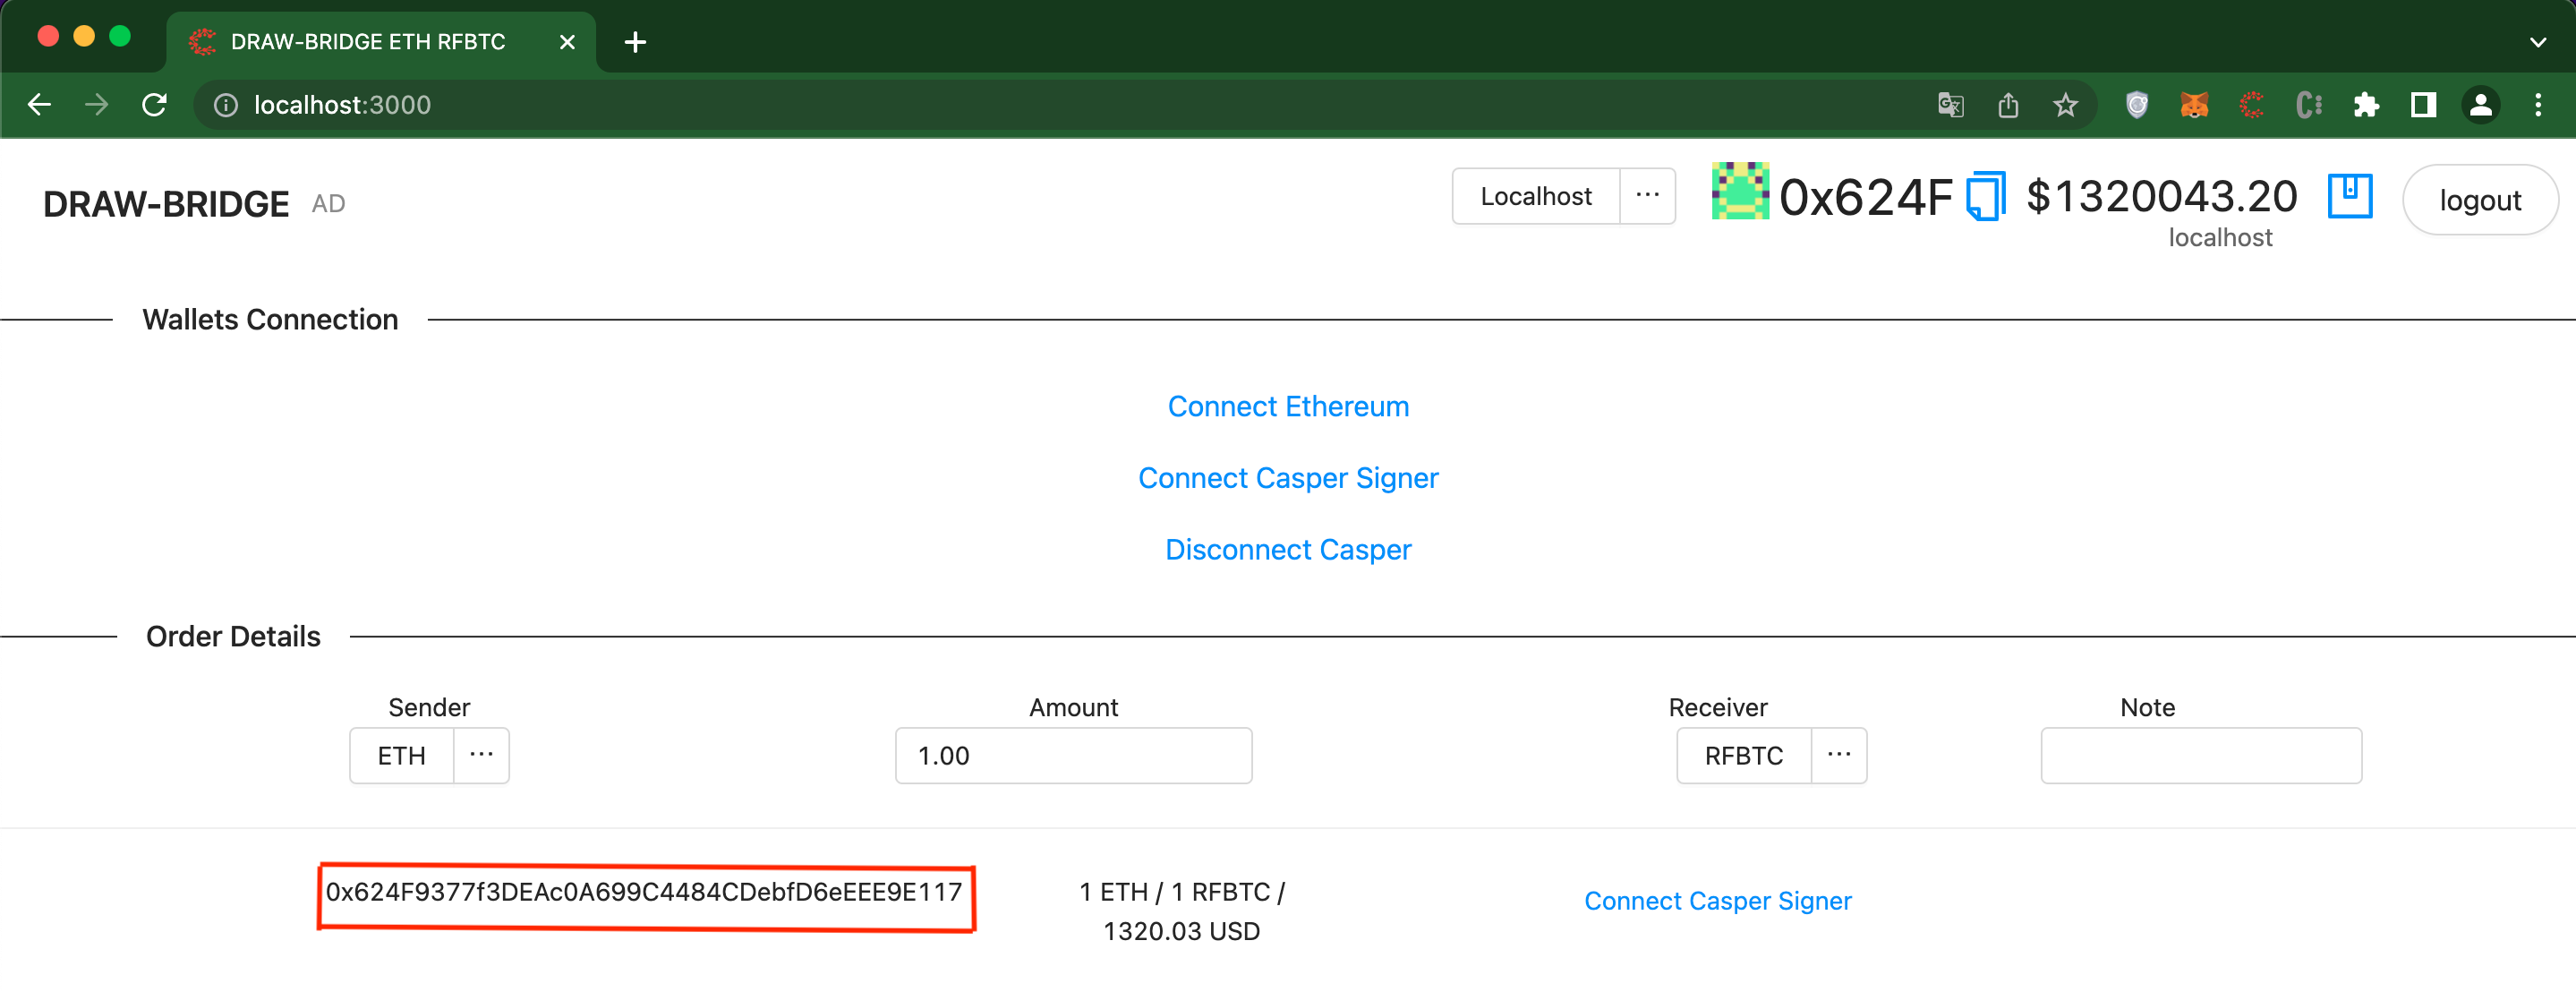 DRAW-BRIDGE ETH RFBTC
localhost:3000
DRAW-BRIDGE AD
Localhost ···
0x624F $1320043.20 logout
localhost
Wallets Connection
Connect Ethereum
Connect Casper Signer
Disconnect Casper
Order Details
Sender Amount Receiver Note
ETH ··· 1.00 RFBTC ···
0x624F9377f3DEAc0A699C4484CDebfD6eEEE9E117
1 ETH / 1 RFBTC /
1320.03 USD
Connect Casper Signer